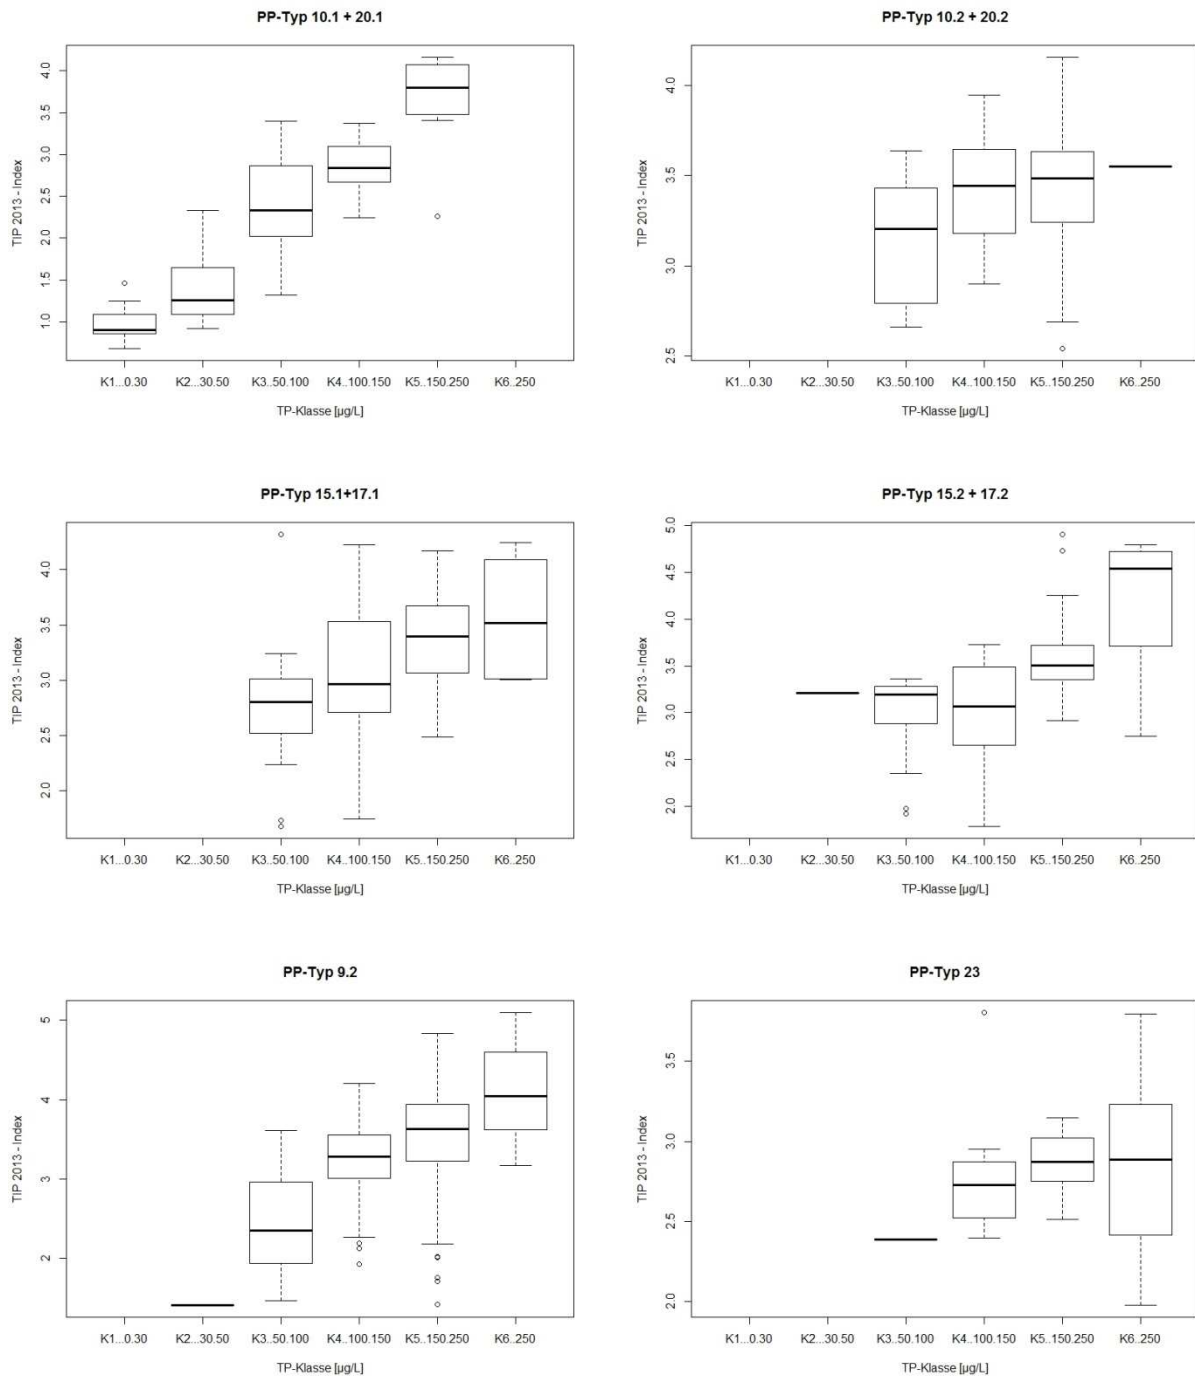 PP-Typ 10.1 + 20.1
TIP 2013 - Index
4.0
3.5
3.0
2.5
2.0
1.5
1.0
K1...0.30 K2...30.50 K3..50.100 K4..100.150 K5..150.250 K6..250
TP-Klasse [µg/L]
PP-Typ 10.2 + 20.2
TIP 2013 - Index
4.0
3.5
3.0
2.5
K1...0.30 K2...30.50 K3..50.100 K4..100.150 K5..150.250 K6..250
TP-Klasse [µg/L]
PP-Typ 15.1+17.1
TIP 2013 - Index
4.0
3.5
3.0
2.5
2.0
K1...0.30 K2...30.50 K3..50.100 K4..100.150 K5..150.250 K6..250
TP-Klasse [µg/L]
PP-Typ 15.2 + 17.2
TIP 2013 - Index
5.0
4.5
4.0
3.5
3.0
2.5
2.0
K1...0.30 K2...30.50 K3..50.100 K4..100.150 K5..150.250 K6..250
TP-Klasse [µg/L]
PP-Typ 9.2
TIP 2013 - Index
5
4
3
2
K1...0.30 K2...30.50 K3..50.100 K4..100.150 K5..150.250 K6..250
TP-Klasse [µg/L]
PP-Typ 23
TIP 2013 - Index
3.5
3.0
2.5
2.0
K1...0.30 K2...30.50 K3..50.100 K4..100.150 K5..150.250 K6..250
TP-Klasse [µg/L]